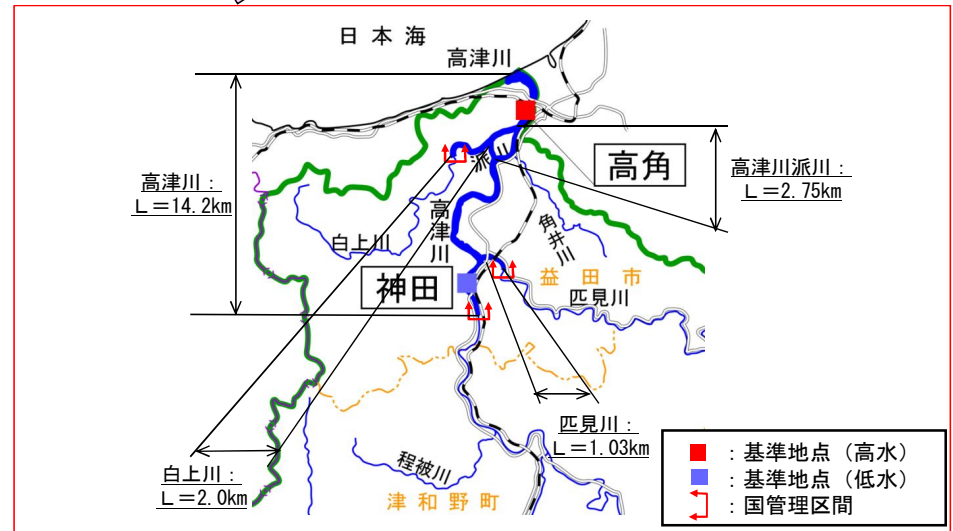 日本海
高津川
高角
派川
高津川：
Ｌ＝14.2km
高津川派川：
Ｌ＝2.75km
高津川
白上川
角井川
益田市
神田
匹見川
匹見川：
Ｌ＝1.03km
白上川：
Ｌ＝2.0km
程被川
津和野町
：基準地点（高水）
：基準地点（低水）
：国管理区間